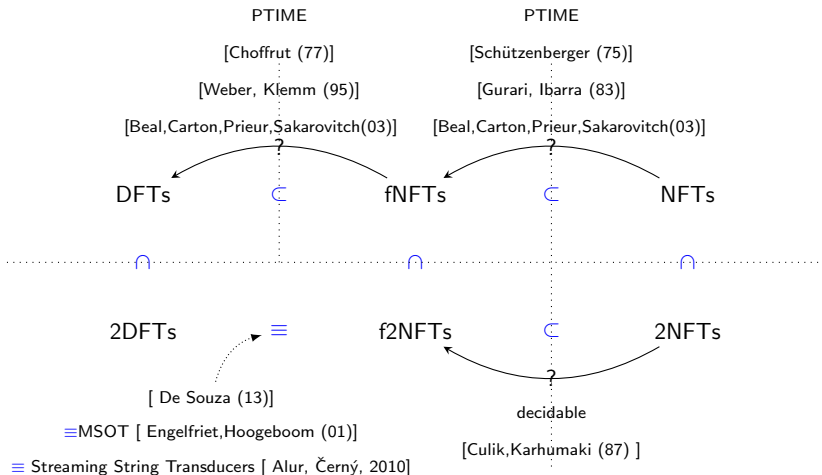 PTIME PTIME
[Choffrut (77)] [Schützenberger (75)]
[Weber, Klemm (95)] [Gurari, Ibarra (83)]
[Beal,Carton,Prieur,Sakarovitch(03)] [Beal,Carton,Prieur,Sakarovitch(03)]
? ?
DFTs ⊂ fNFTs ⊂ NFTs
∩ ∩ ∩
2DFTs ≡ f2NFTs ⊂ 2NFTs
?
[ De Souza (13)] decidable
≡MSOT [ Engelfriet,Hoogeboom (01)] [Culik,Karhumaki (87) ]
≡ Streaming String Transducers [ Alur, Černý, 2010]